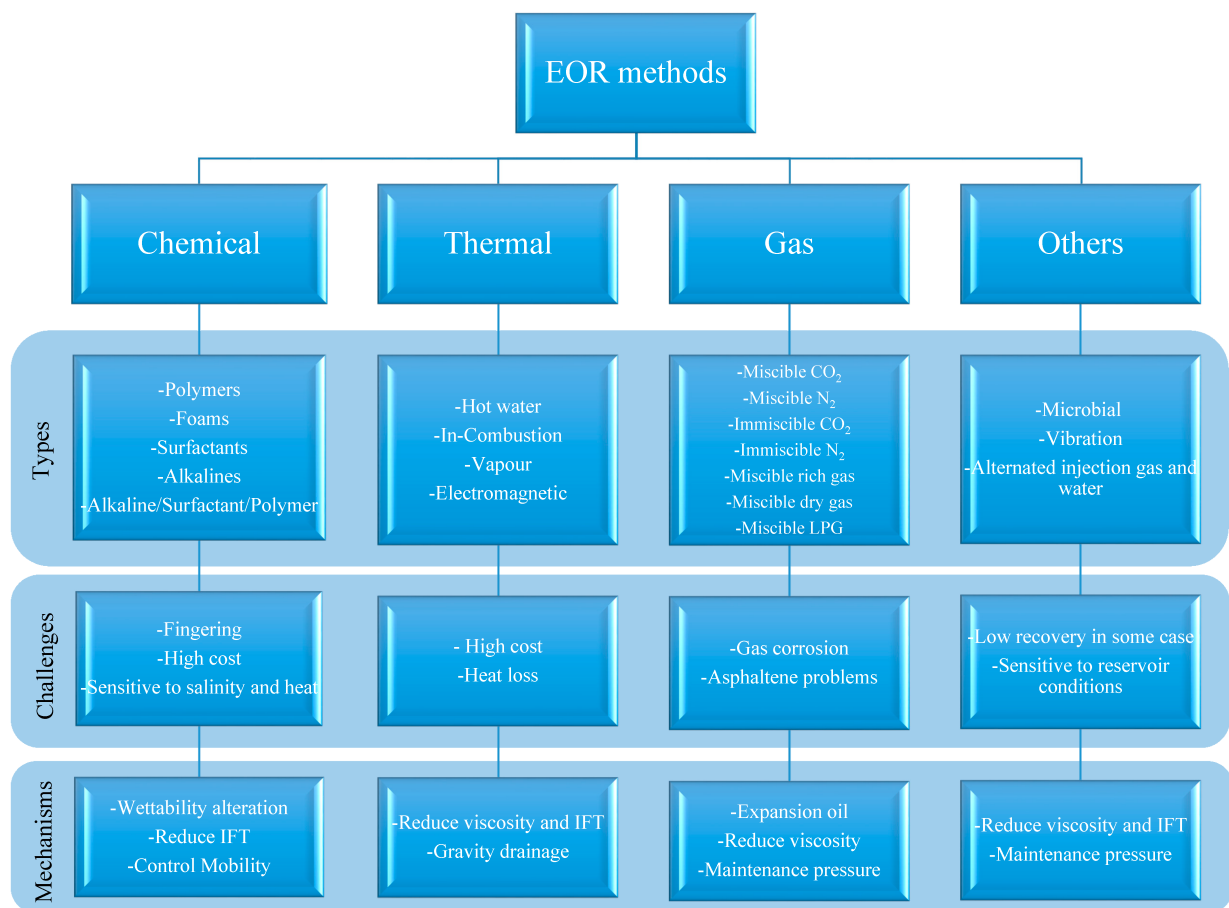 EOR methods
Chemical
Thermal
Gas
Others
Types
-Polymers
-Foams
-Surfactants
-Alkalines
-Alkaline/Surfactant/Polymer
-Hot water
-In-Combustion
-Vapour
-Electromagnetic
-Miscible CO₂
-Miscible N₂
-Immiscible CO₂
-Immiscible N₂
-Miscible rich gas
-Miscible dry gas
-Miscible LPG
-Microbial
-Vibration
-Alternated injection gas and
water
Challenges
-Fingering
-High cost
-Sensitive to salinity and heat
- High cost
-Heat loss
-Gas corrosion
-Asphaltene problems
-Low recovery in some case
-Sensitive to reservoir
conditions
Mechanisms
-Wettability alteration
-Reduce IFT
-Control Mobility
-Reduce viscosity and IFT
-Gravity drainage
-Expansion oil
-Reduce viscosity
-Maintenance pressure
-Reduce viscosity and IFT
-Maintenance pressure